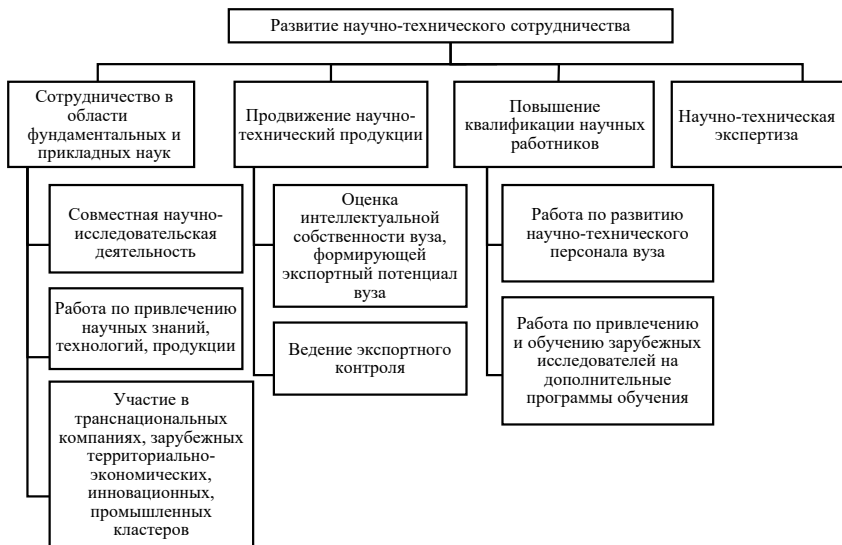 Развитие научно-технического сотрудничества
Сотрудничество в
области
фундаментальных и
прикладных наук
Совместная научно-
исследовательская
деятельность
Работа по привлечению
научных знаний,
технологий, продукции
Участие в
транснациональных
компаниях, зарубежных
территориально-
экономических,
инновационных,
промышленных
кластеров
Продвижение научно-
технический продукции
Оценка
интеллектуальной
собственности вуза,
формирующей
экспортный потенциал
вуза
Ведение экспортного
контроля
Повышение
квалификации научных
работников
Работа по развитию
научно-технического
персонала вуза
Работа по привлечению
и обучению зарубежных
исследователей на
дополнительные
программы обучения
Научно-техническая
экспертиза